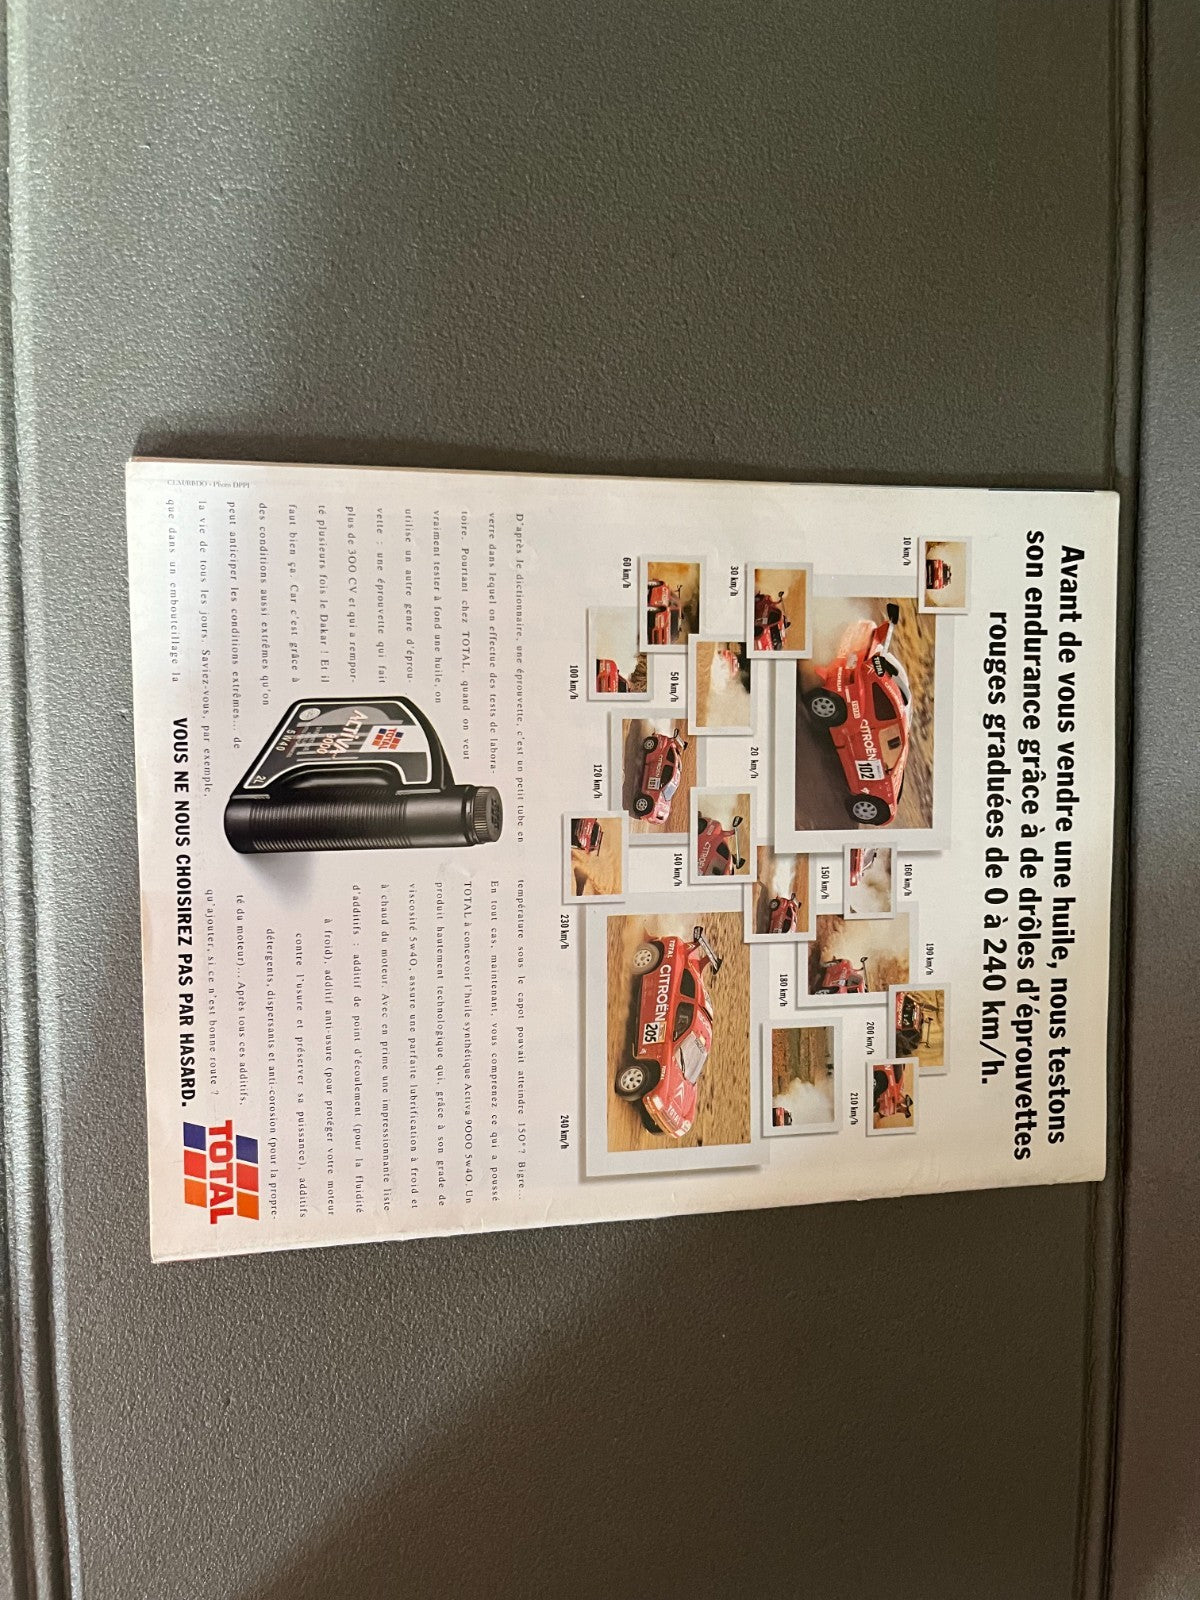 Avant de vous vendre une huile, nous testons
son endurance grâce à de drôles d'éprouvettes
rouges graduées de 0 à 240 km/h.
10 km/h
160 km/h
190 km/h
200 km/h
210 km/h
CITROËN
102
150 km/h
180 km/h
30 km/h
20 km/h
50 km/h
140 km/h
60 km/h
120 km/h
100 km/h
230 km/h
240 km/h
TOTAL
CITROËN
205
TOTAL
D'après le dictionnaire, une éprouvette, c'est un petit tube en
verre dans lequel on effectue des tests de labora-
toire. Pourtant chez TOTAL, quand on veut
vraiment tester à fond une huile, on
utilise un autre genre d'éprou-
vette : une éprouvette qui fait
plus de 300 CV et qui a rempor-
té plusieurs fois le Dakar ! Et il
faut bien ça. Car c'est grâce à
des conditions aussi extrêmes qu'on
peut anticiper les conditions extrêmes... de
la vie de tous les jours. Saviez-vous, par exemple,
que dans un embouteillage la
température sous le capot pouvait atteindre 150° ? Bigre...
En tout cas, maintenant, vous comprenez ce qui a poussé
TOTAL à concevoir l'huile synthétique Activa 9000 5w40. Un
produit hautement technologique qui, grâce à son grade de
viscosité 5w40, assure une parfaite lubrification à froid et
à chaud du moteur. Avec en prime une impressionnante liste
d'additifs : additif de point d'écoulement (pour la fluidité
à froid), additif anti-usure (pour protéger votre moteur
contre l'usure et préserver sa puissance), additifs
détergents, dispersants et anti-corosion (pour la propre-
té du moteur)... Après tous ces additifs,
qu'ajouter, si ce n'est bonne route ?
TOTAL
ACTIVA
9000
5W40
2L
VOUS NE NOUS CHOISIREZ PAS PAR HASARD.
TOTAL
Photo DPPI